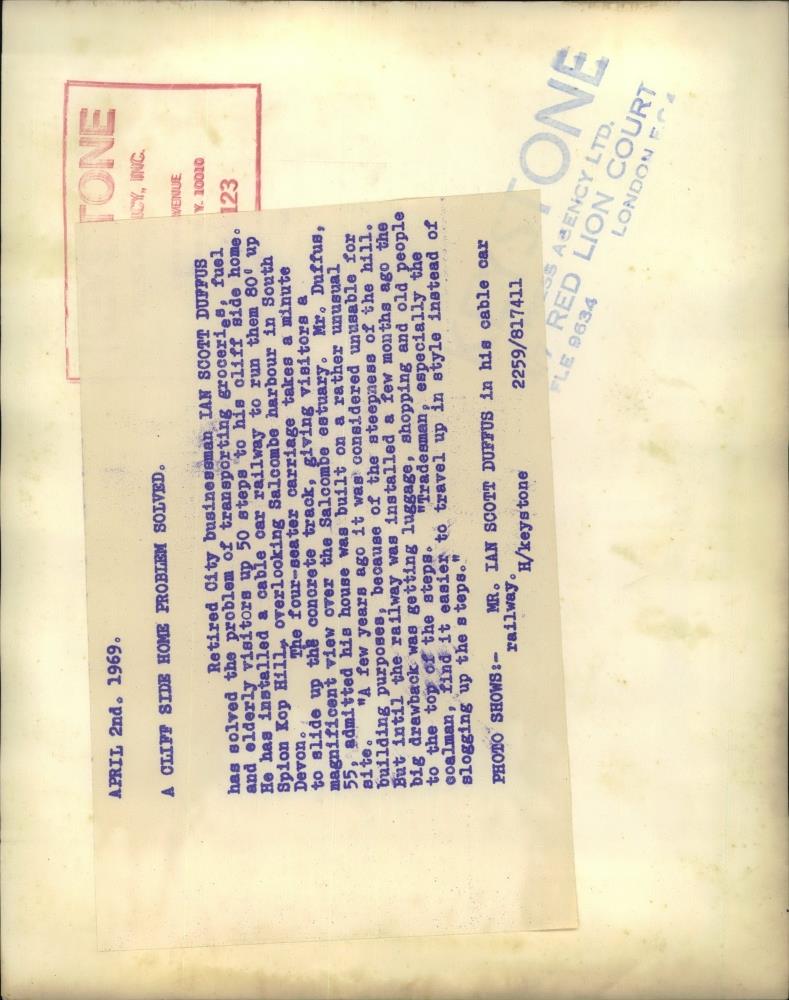 APRIL 2nd. 1969.
A CLIFF SIDE HOME PROBLEM SOLVED.
Retired City businessman IAN SCOTT DUFFUS
has solved the problem of transporting groceries, fuel
and elderly visitors up 50 steps to his cliff side home.
He has installed a cable car railway to run them 80' up
Spion Kop Hill, overlooking Salcombe harbour in South
Devon.
The four-seater carriage takes a minute
to slide up the concrete track, giving visitors a
magnificent view over the Salcombe estuary. Mr. Duffus,
55, admitted his house was built on a rather unusual
site. "A few years ago it was considered unusable for
building purposes, because of the steepness of the hill.
But intil the railway was installed a few months ago the
big drawback was getting luggage, shopping and old people
to the top of the steps. "Tradesman, especially the
coalman, find it easier to travel up in style instead of
slogging up the steps."
PHOTO SHOWS:- MR. IAN SCOTT DUFFUS in his cable car
railway.
H/keystone 2259/817411
TONE
CY, INC.
VENUE
Y. 10010
123
STONE
SS AGENCY LTD.
RED LION COURT
LONDON E.C.4
FLE 9634